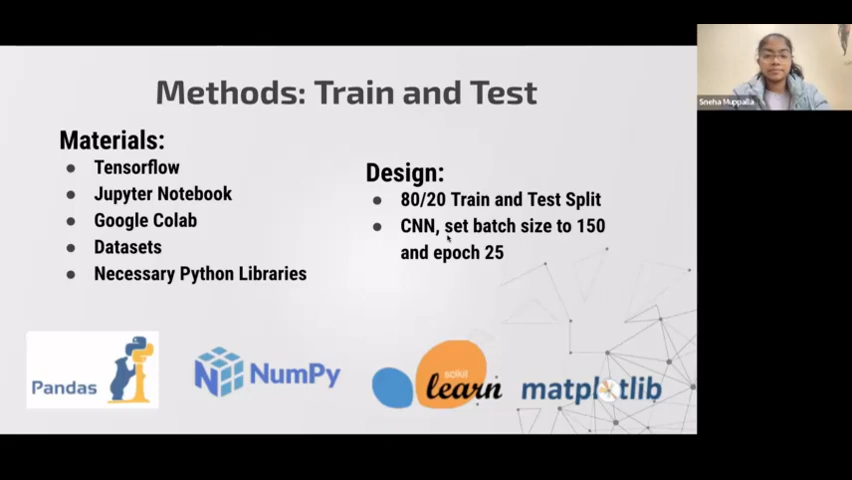 Methods: Train and Test
Materials:
Tensorflow
Jupyter Notebook
Google Colab
Datasets
Necessary Python Libraries
Design:
80/20 Train and Test Split
CNN, set batch size to 150
and epoch 25
Pandas
NumPy
scikit
learn
matplotlib
Sneha Muppalla